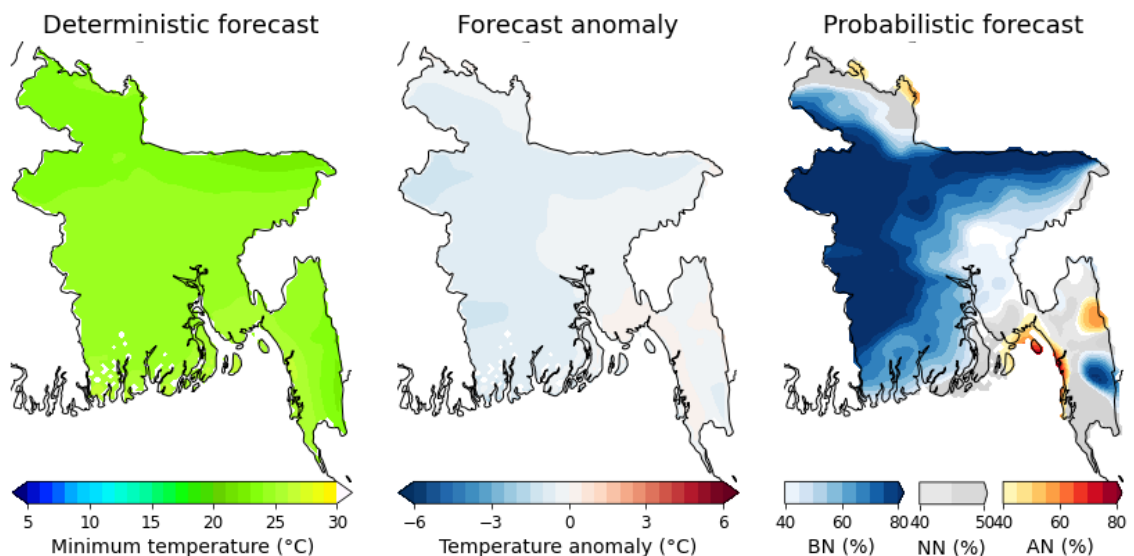 Deterministic forecast
Forecast anomaly
Probabilistic forecast
5 10 15 20 25 30
−6 −3 0 3 6
40 60 80
40 50
40 60 80
Minimum temperature (°C)
Temperature anomaly (°C)
BN (%)
NN (%)
AN (%)